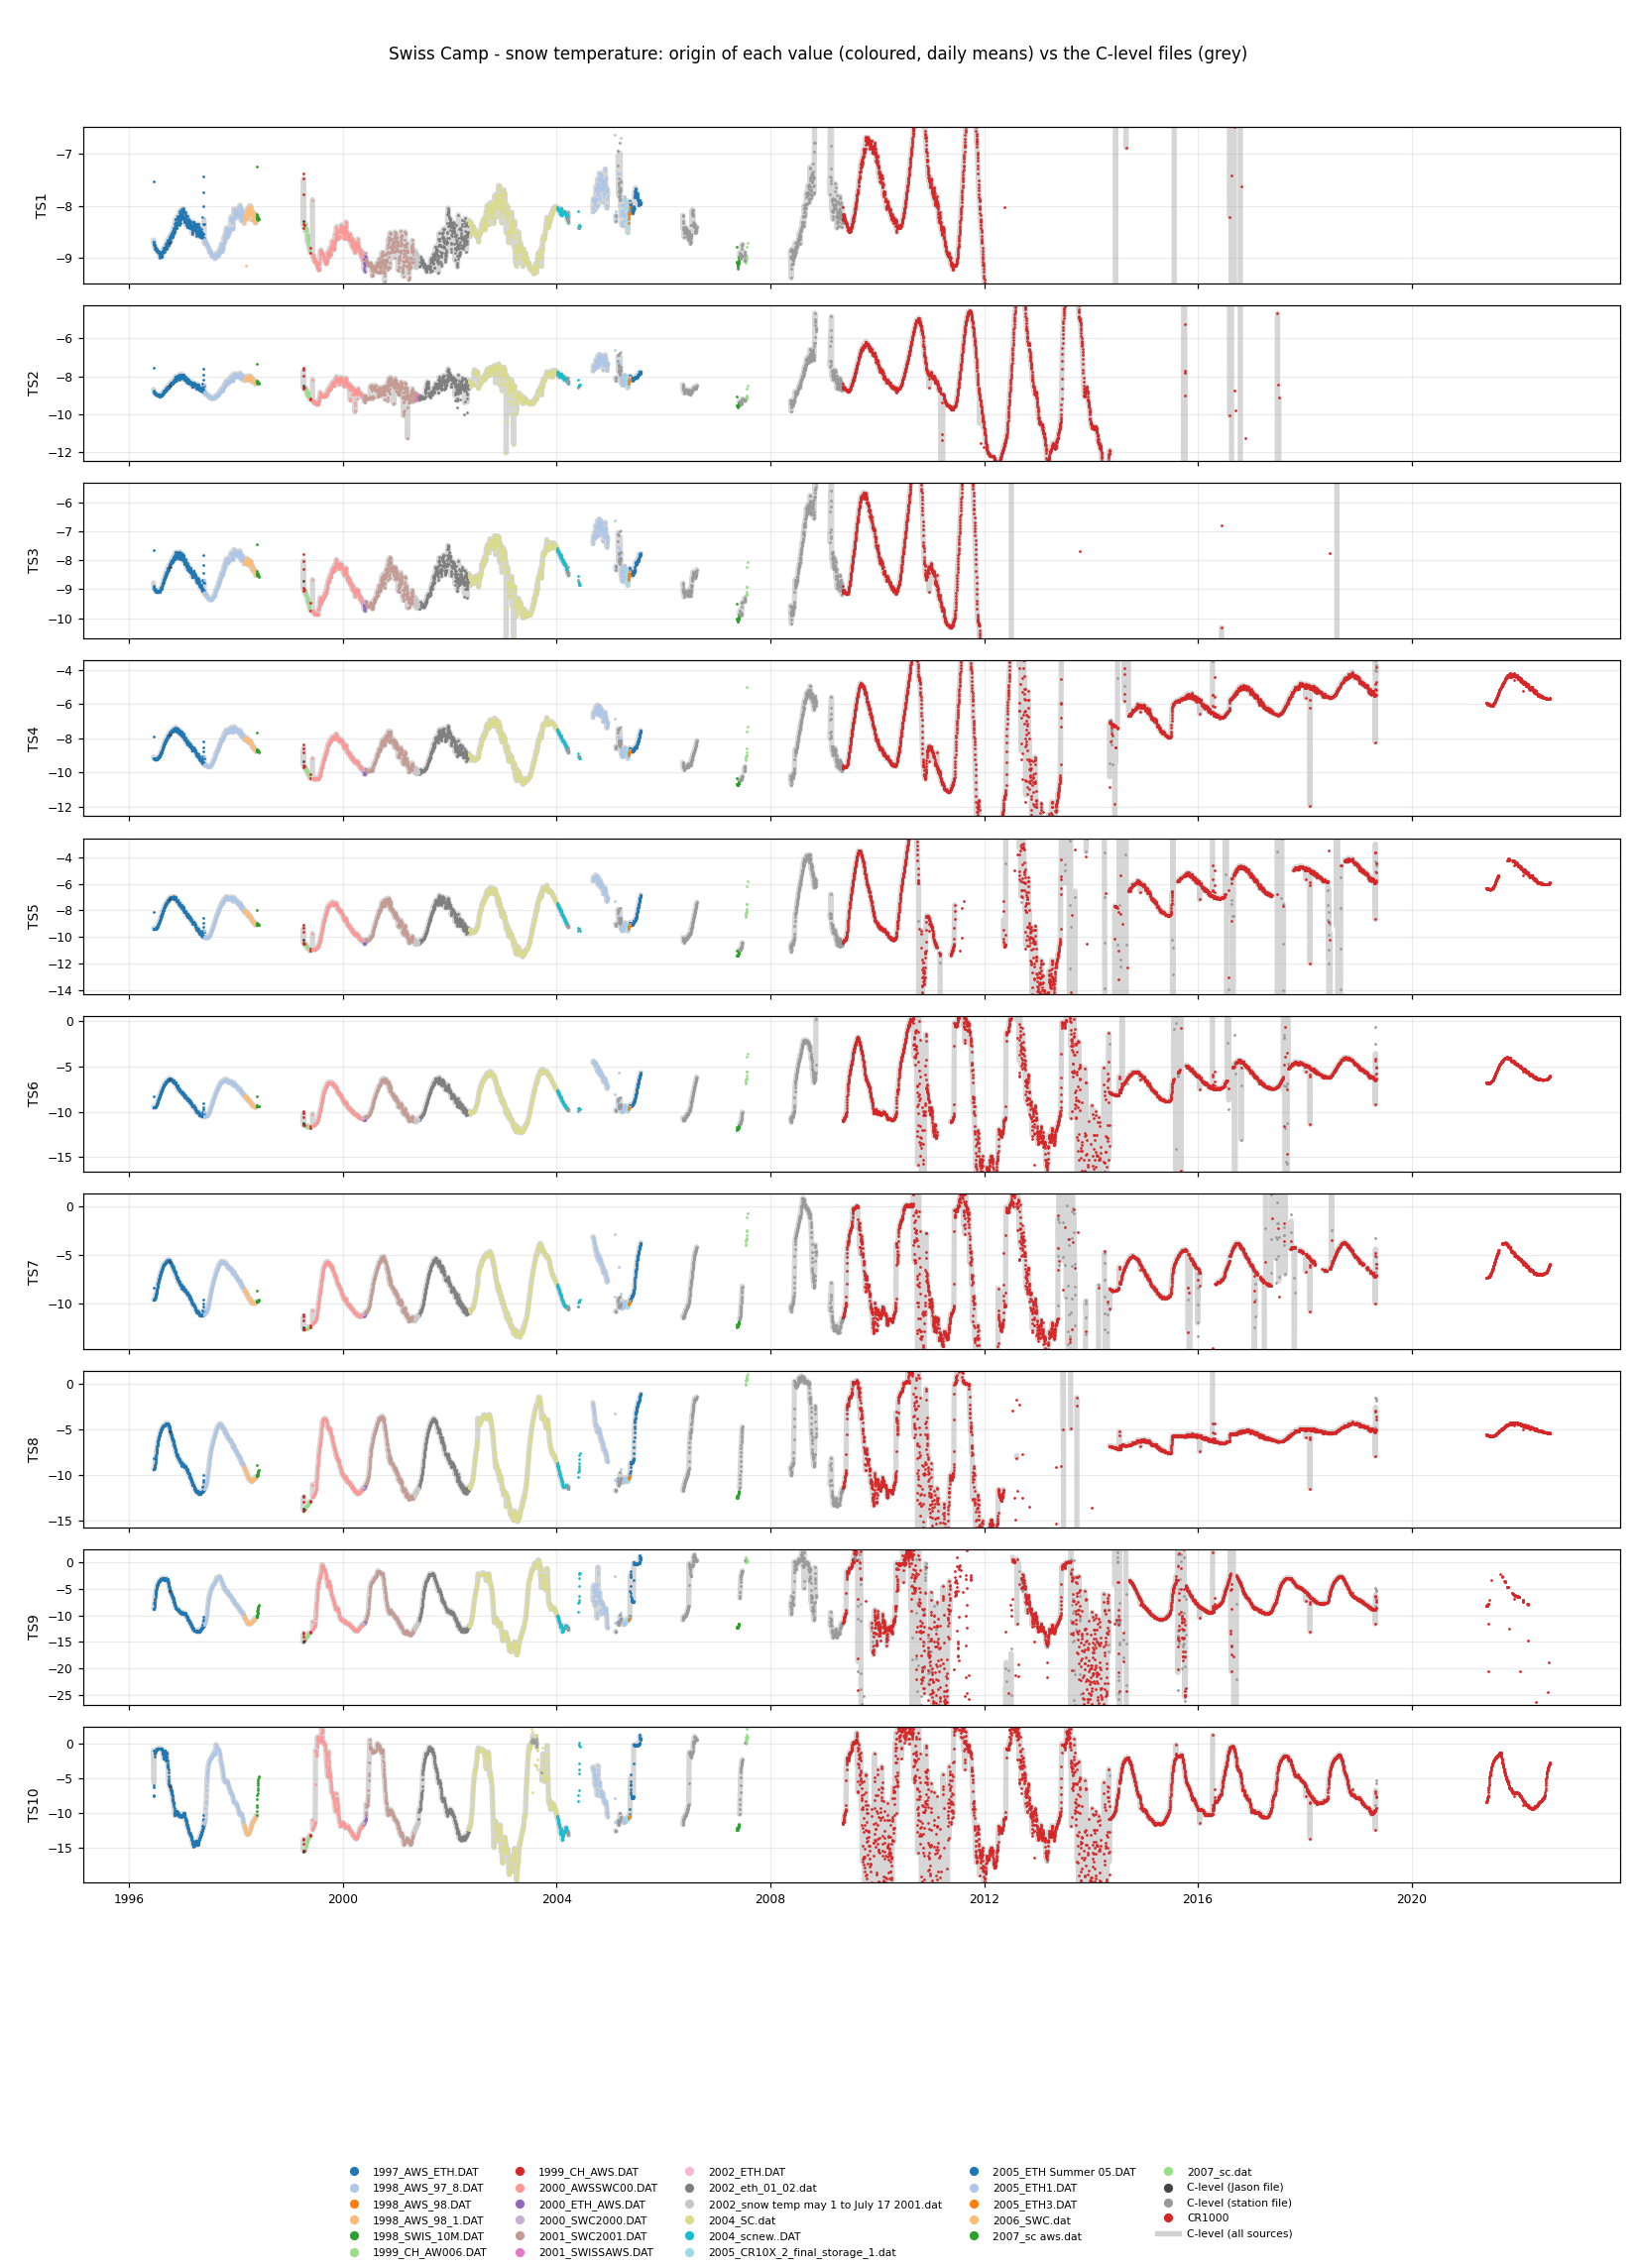 Swiss Camp - snow temperature: origin of each value (coloured, daily means) vs the C-level files (grey)
TS1
−7
−8
−9
TS2
−6
−8
−10
−12
TS3
−6
−7
−8
−9
−10
TS4
−4
−6
−8
−10
−12
TS5
−4
−6
−8
−10
−12
−14
TS6
0
−5
−10
−15
TS7
0
−5
−10
TS8
0
−5
−10
−15
TS9
0
−5
−10
−15
−20
−25
TS10
0
−5
−10
−15
1996 2000 2004 2008 2012 2016 2020
1997_AWS_ETH.DAT
1998_AWS_97_8.DAT
1998_AWS_98.DAT
1998_AWS_98_1.DAT
1998_SWIS_10M.DAT
1999_CH_AW006.DAT
1999_CH_AWS.DAT
2000_AWSSWC00.DAT
2000_ETH_AWS.DAT
2000_SWC2000.DAT
2001_SWC2001.DAT
2001_SWISSAWS.DAT
2002_ETH.DAT
2002_eth_01_02.dat
2002_snow temp may 1 to July 17 2001.dat
2004_SC.dat
2004_scnew..DAT
2005_CR10X_2_final_storage_1.dat
2005_ETH Summer 05.DAT
2005_ETH1.DAT
2005_ETH3.DAT
2006_SWC.dat
2007_sc aws.dat
2007_sc.dat
C-level (Jason file)
C-level (station file)
CR1000
C-level (all sources)